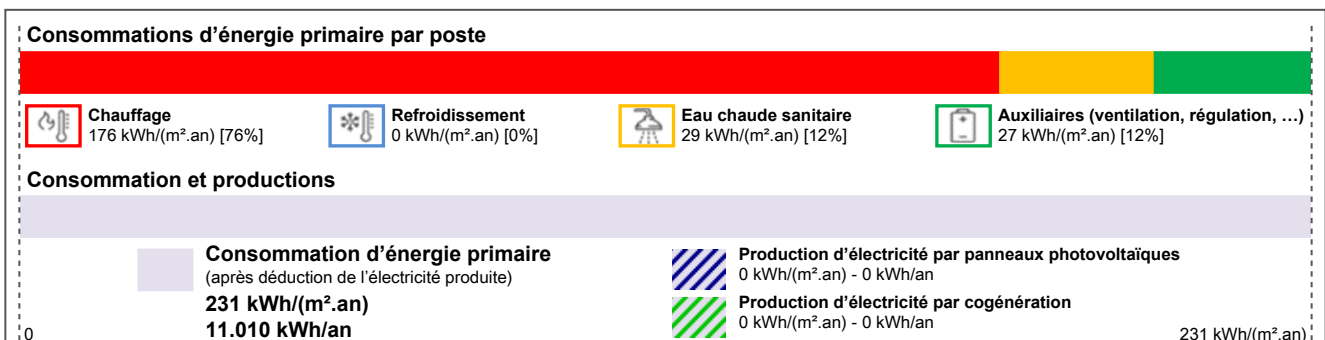 Consommations d’énergie primaire par poste
Chauffage
176 kWh/(m².an) [76%]
Refroidissement
0 kWh/(m².an) [0%]
Eau chaude sanitaire
29 kWh/(m².an) [12%]
Auxiliaires (ventilation, régulation, …)
27 kWh/(m².an) [12%]
Consommation et productions
Consommation d’énergie primaire
(après déduction de l’électricité produite)
231 kWh/(m².an)
11.010 kWh/an
Production d’électricité par panneaux photovoltaïques
0 kWh/(m².an) - 0 kWh/an
Production d’électricité par cogénération
0 kWh/(m².an) - 0 kWh/an
0
231 kWh/(m².an)